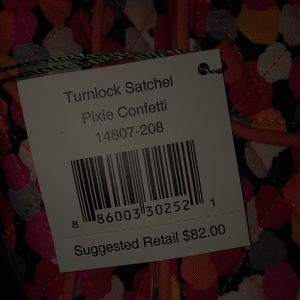 Turnlock Satchel
Pixie Confetti
14807-208
8 86003 30252 1
Suggested Retail $82.00